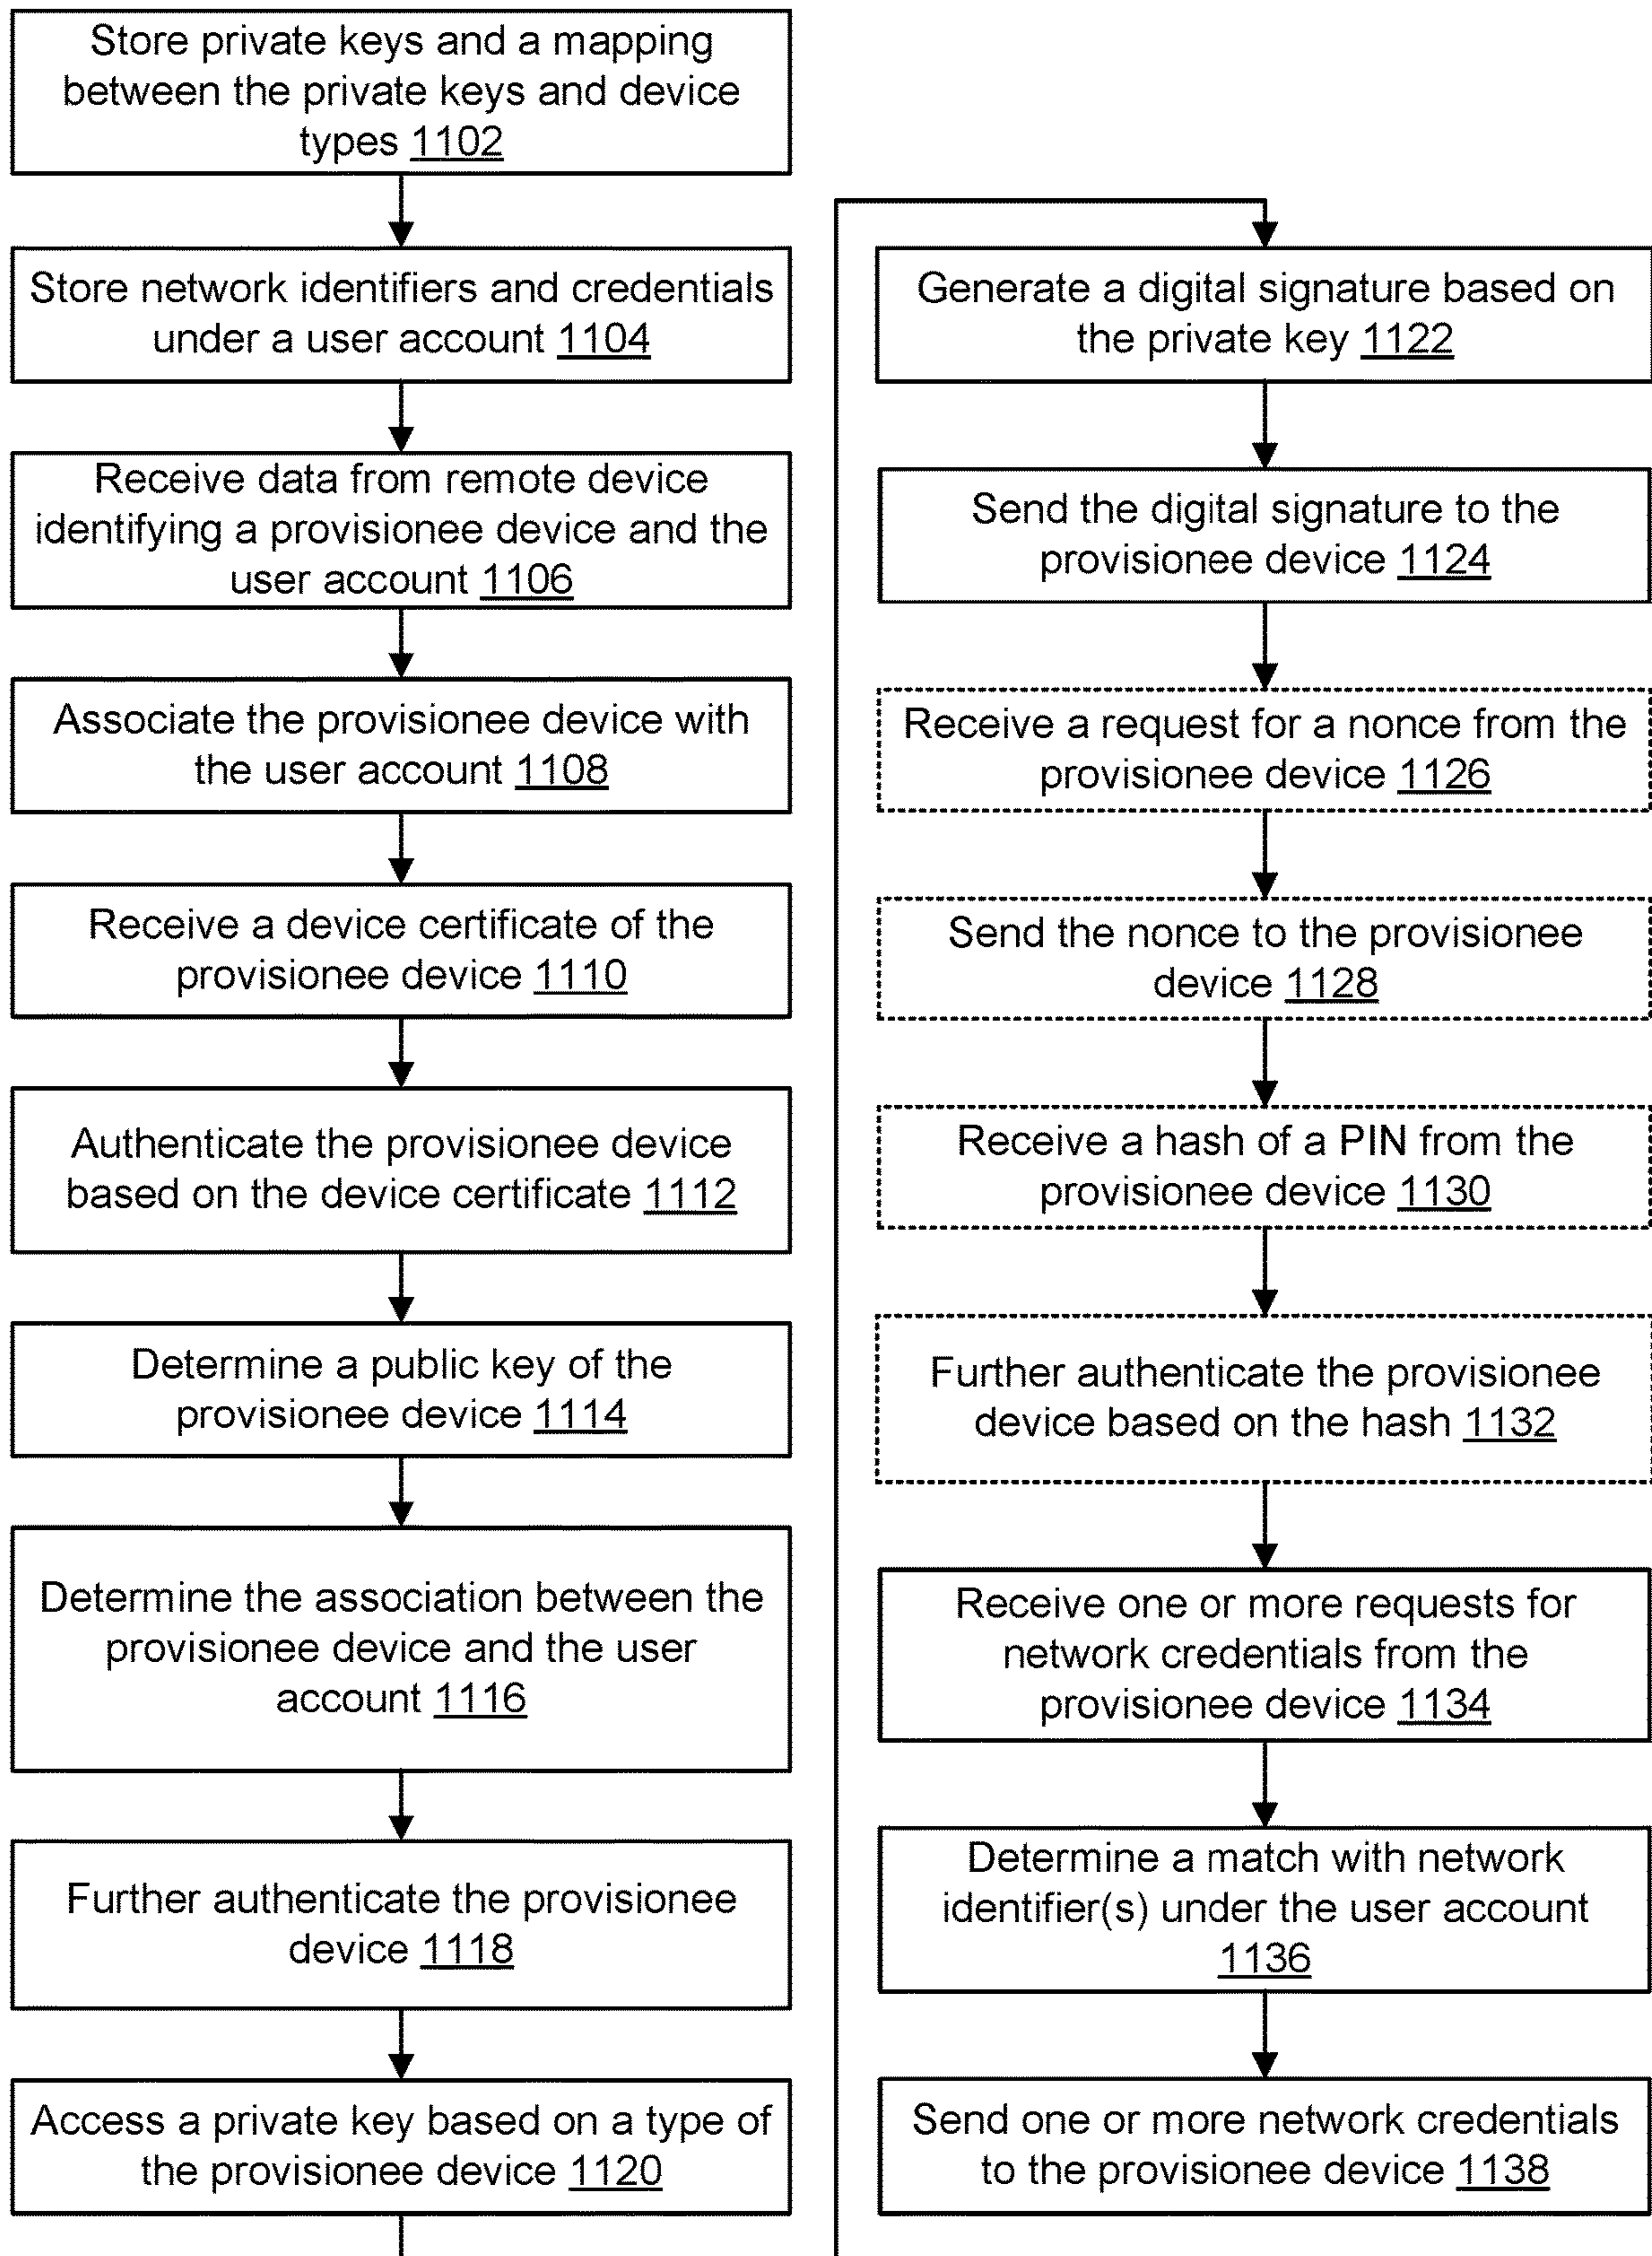 Store private keys and a mapping
between the private keys and device
types 1102
Store network identifiers and credentials
under a user account 1104
Receive data from remote device
identifying a provisionee device and the
user account 1106
Associate the provisionee device with
the user account 1108
Receive a device certificate of the
provisionee device 1110
Authenticate the provisionee device
based on the device certificate 1112
Determine a public key of the
provisionee device 1114
Determine the association between the
provisionee device and the user
account 1116
Further authenticate the provisionee
device 1118
Access a private key based on a type of
the provisionee device 1120
Generate a digital signature based on
the private key 1122
Send the digital signature to the
provisionee device 1124
Receive a request for a nonce from the
provisionee device 1126
Send the nonce to the provisionee
device 1128
Receive a hash of a PIN from the
provisionee device 1130
Further authenticate the provisionee
device based on the hash 1132
Receive one or more requests for
network credentials from the
provisionee device 1134
Determine a match with network
identifier(s) under the user account
1136
Send one or more network credentials
to the provisionee device 1138